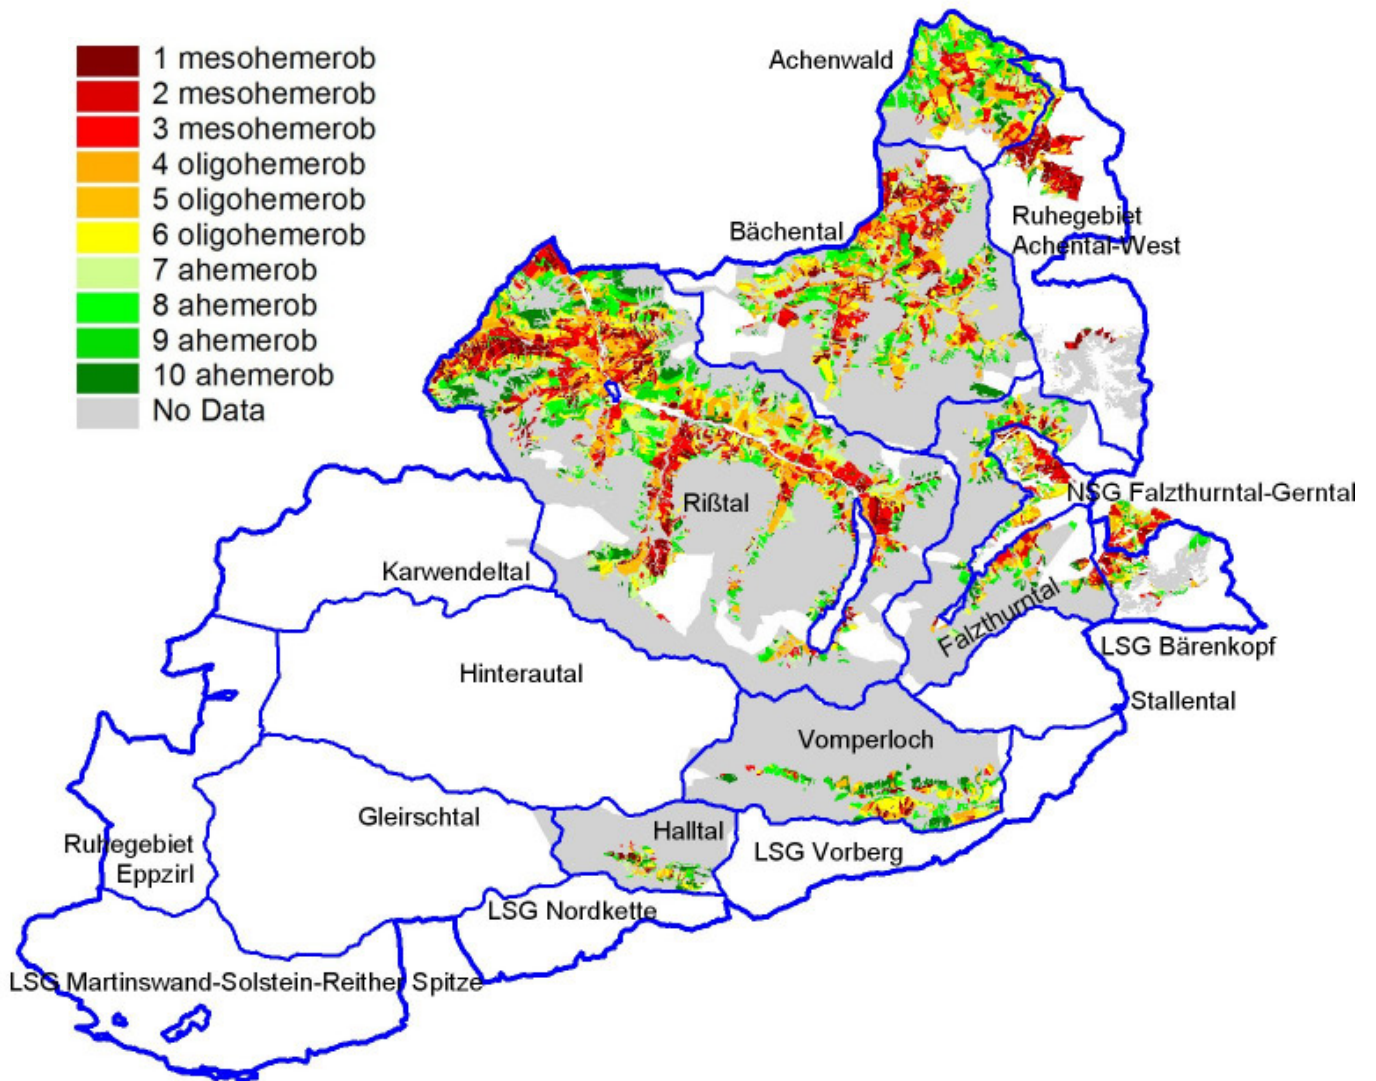 1 mesohemerob
2 mesohemerob
3 mesohemerob
4 oligohemerob
5 oligohemerob
6 oligohemerob
7 ahemerob
8 ahemerob
9 ahemerob
10 ahemerob
No Data
Achenwald
Ruhegebiet
Achental-West
Bächental
NSG Falzthurntal-Gerntal
Rißtal
Karwendeltal
Falzthurntal
LSG Bärenkopf
Hinterautal
Stallental
Vomperloch
Gleirschtal
Halltal
Ruhegebiet
Eppzirl
LSG Vorberg
LSG Nordkette
LSG Martinswand-Solstein-Reither Spitze